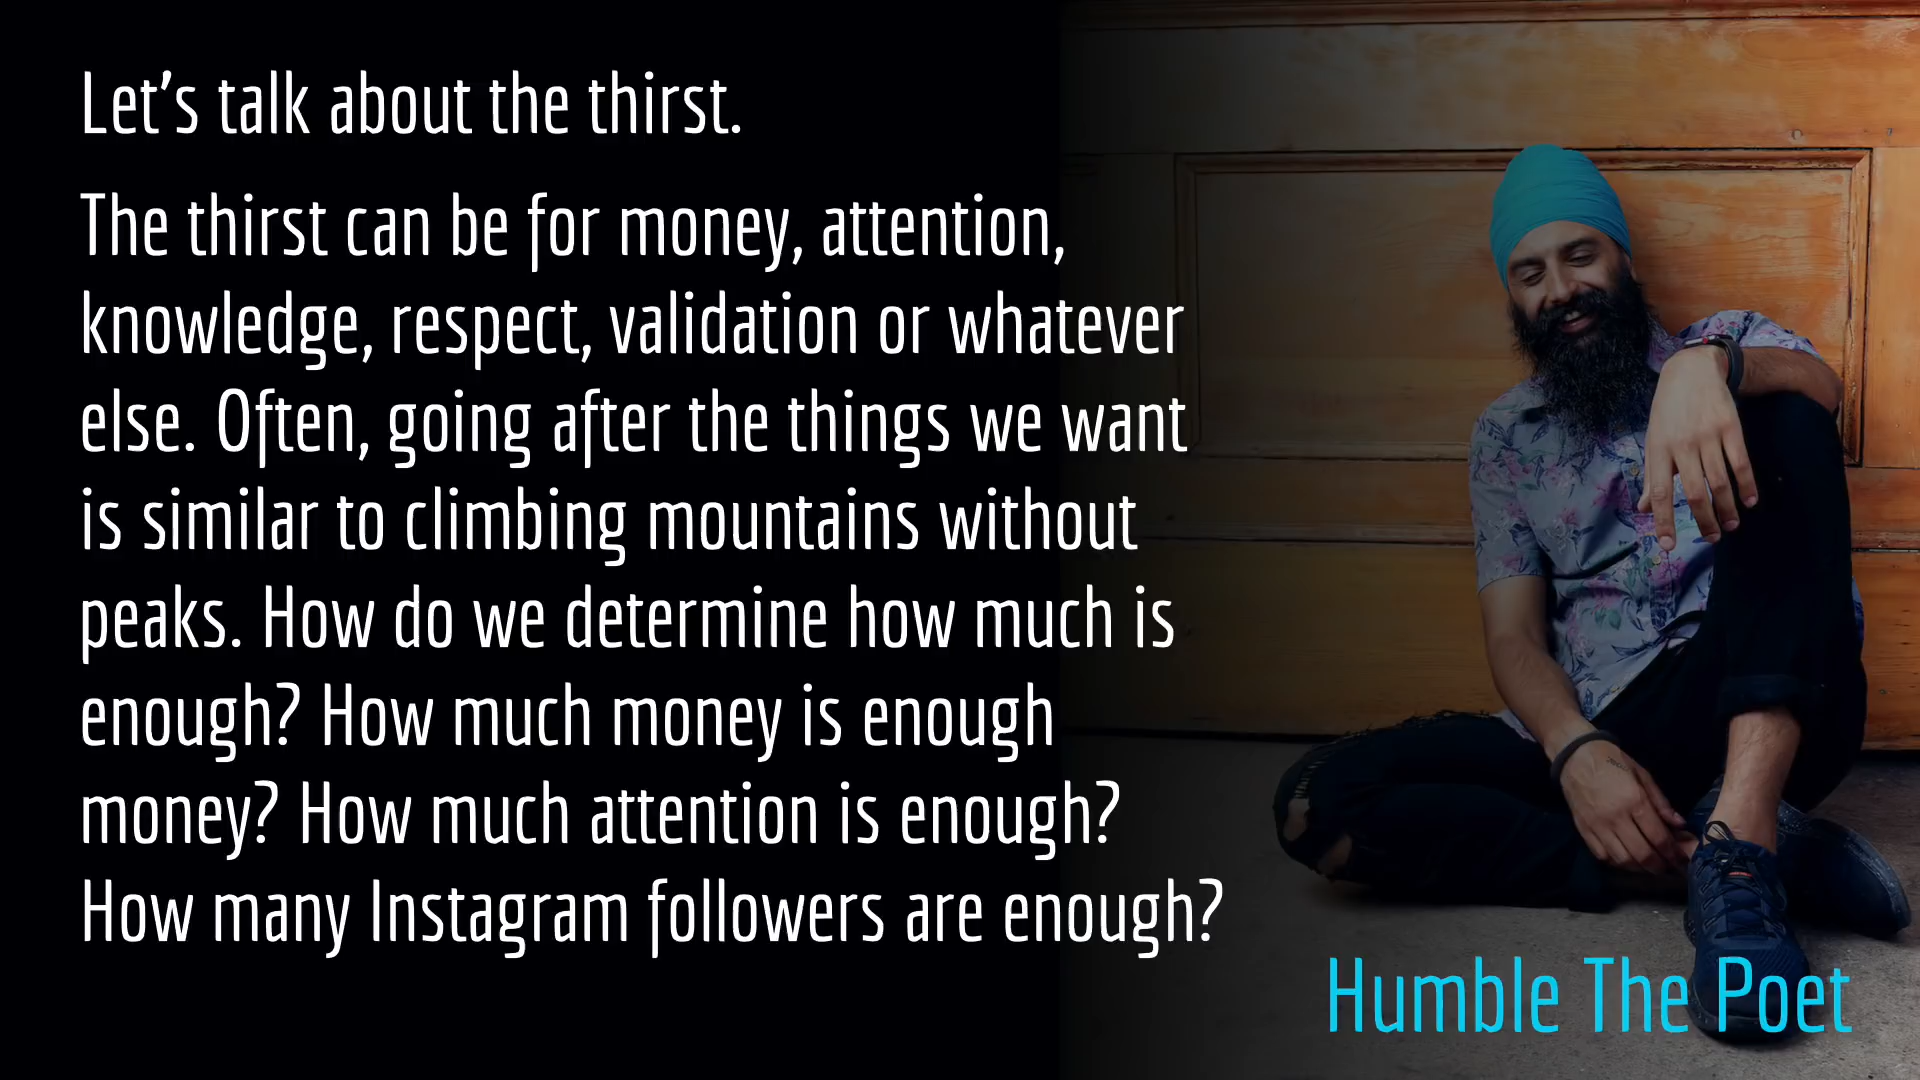 Let’s talk about the thirst.
The thirst can be for money, attention,
knowledge, respect, validation or whatever
else. Often, going after the things we want
is similar to climbing mountains without
peaks. How do we determine how much is
enough? How much money is enough
money? How much attention is enough?
How many Instagram followers are enough?
Humble The Poet